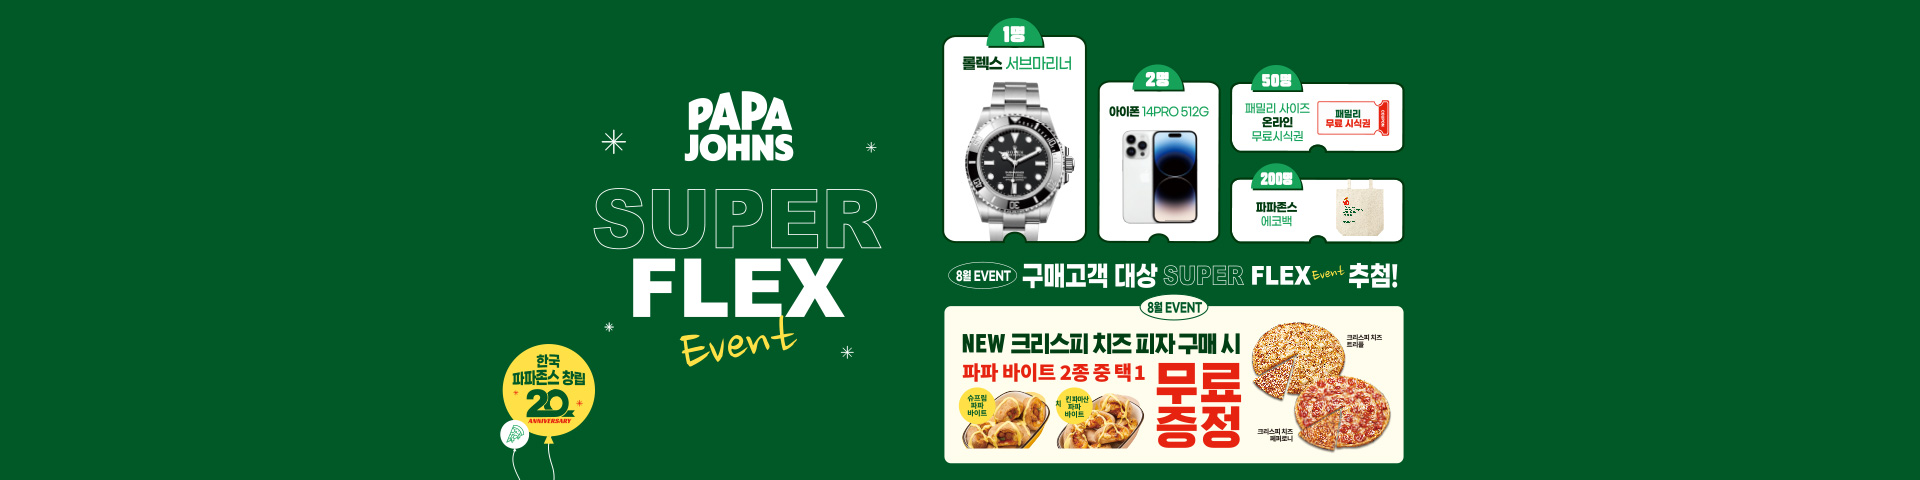 PAPA
JOHNS
SUPER
FLEX
Event
한국
파파존스 창립
20
ANNIVERSARY
1명
롤렉스 서브마리너
2명
아이폰 14PRO 512G
50명
패밀리 사이즈
온라인
무료시식권
패밀리
무료 시식권
200명
파파존스
에코백
8월 EVENT 구매고객 대상 SUPER FLEX Event 추첨!
8월 EVENT
NEW 크리스피 치즈 피자 구매 시
파파 바이트 2종 중 택 1
무료
증정
슈프림
파파
바이트
치킨파마산
파파
바이트
크리스피 치즈
트리플
크리스피 치즈
페퍼로니